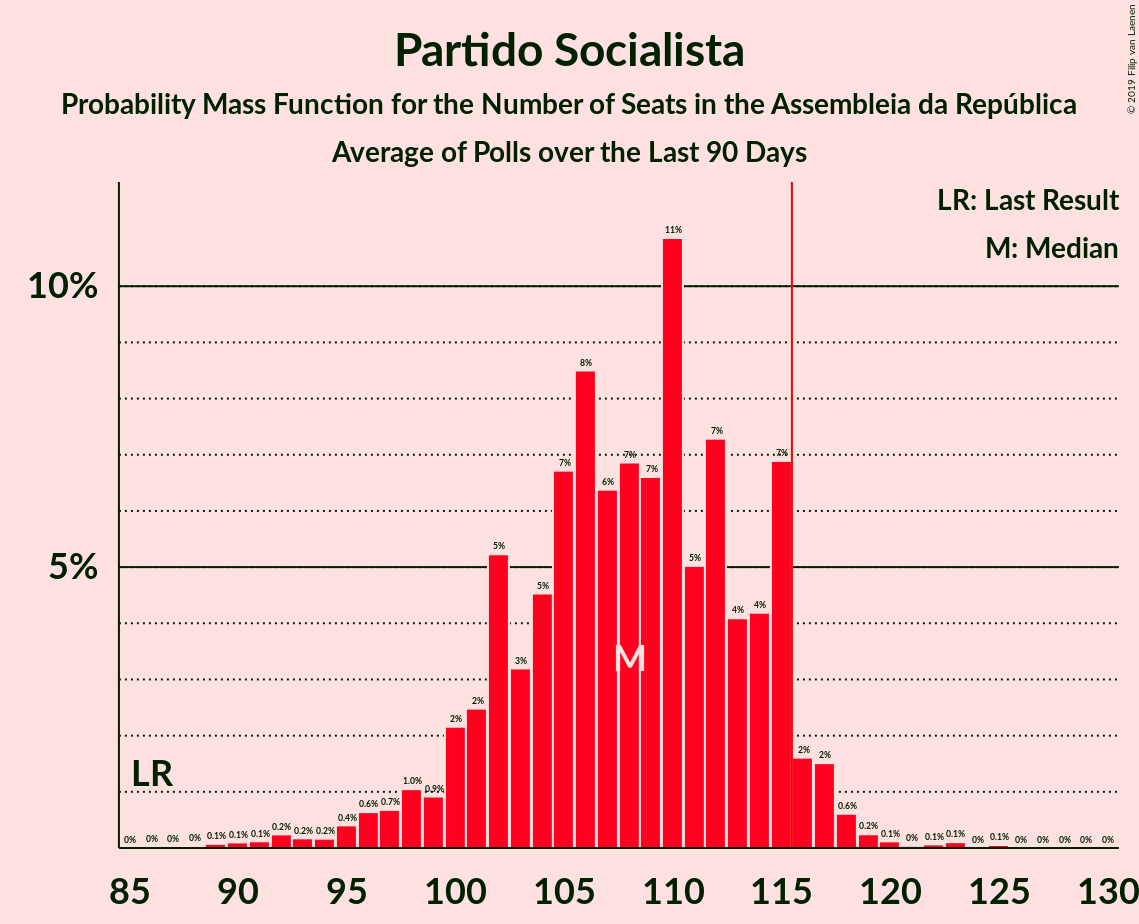 Partido Socialista
Probability Mass Function for the Number of Seats in the Assembleia da República
Average of Polls over the Last 90 Days
© 2019 Filip van Laenen
LR: Last Result
M: Median
10%
5%
0% 0% 0% 0% 0.1% 0.1% 0.1% 0.2% 0.2% 0.2% 0.4% 0.6% 0.7% 1.0% 0.9% 2% 2% 5% 3% 5% 7% 8% 6% 7% 7% 11% 5% 7% 4% 4% 7% 2% 2% 0.6% 0.2% 0.1% 0% 0.1% 0.1% 0% 0.1% 0% 0% 0% 0% 0%
M
LR
85 90 95 100 105 110 115 120 125 130